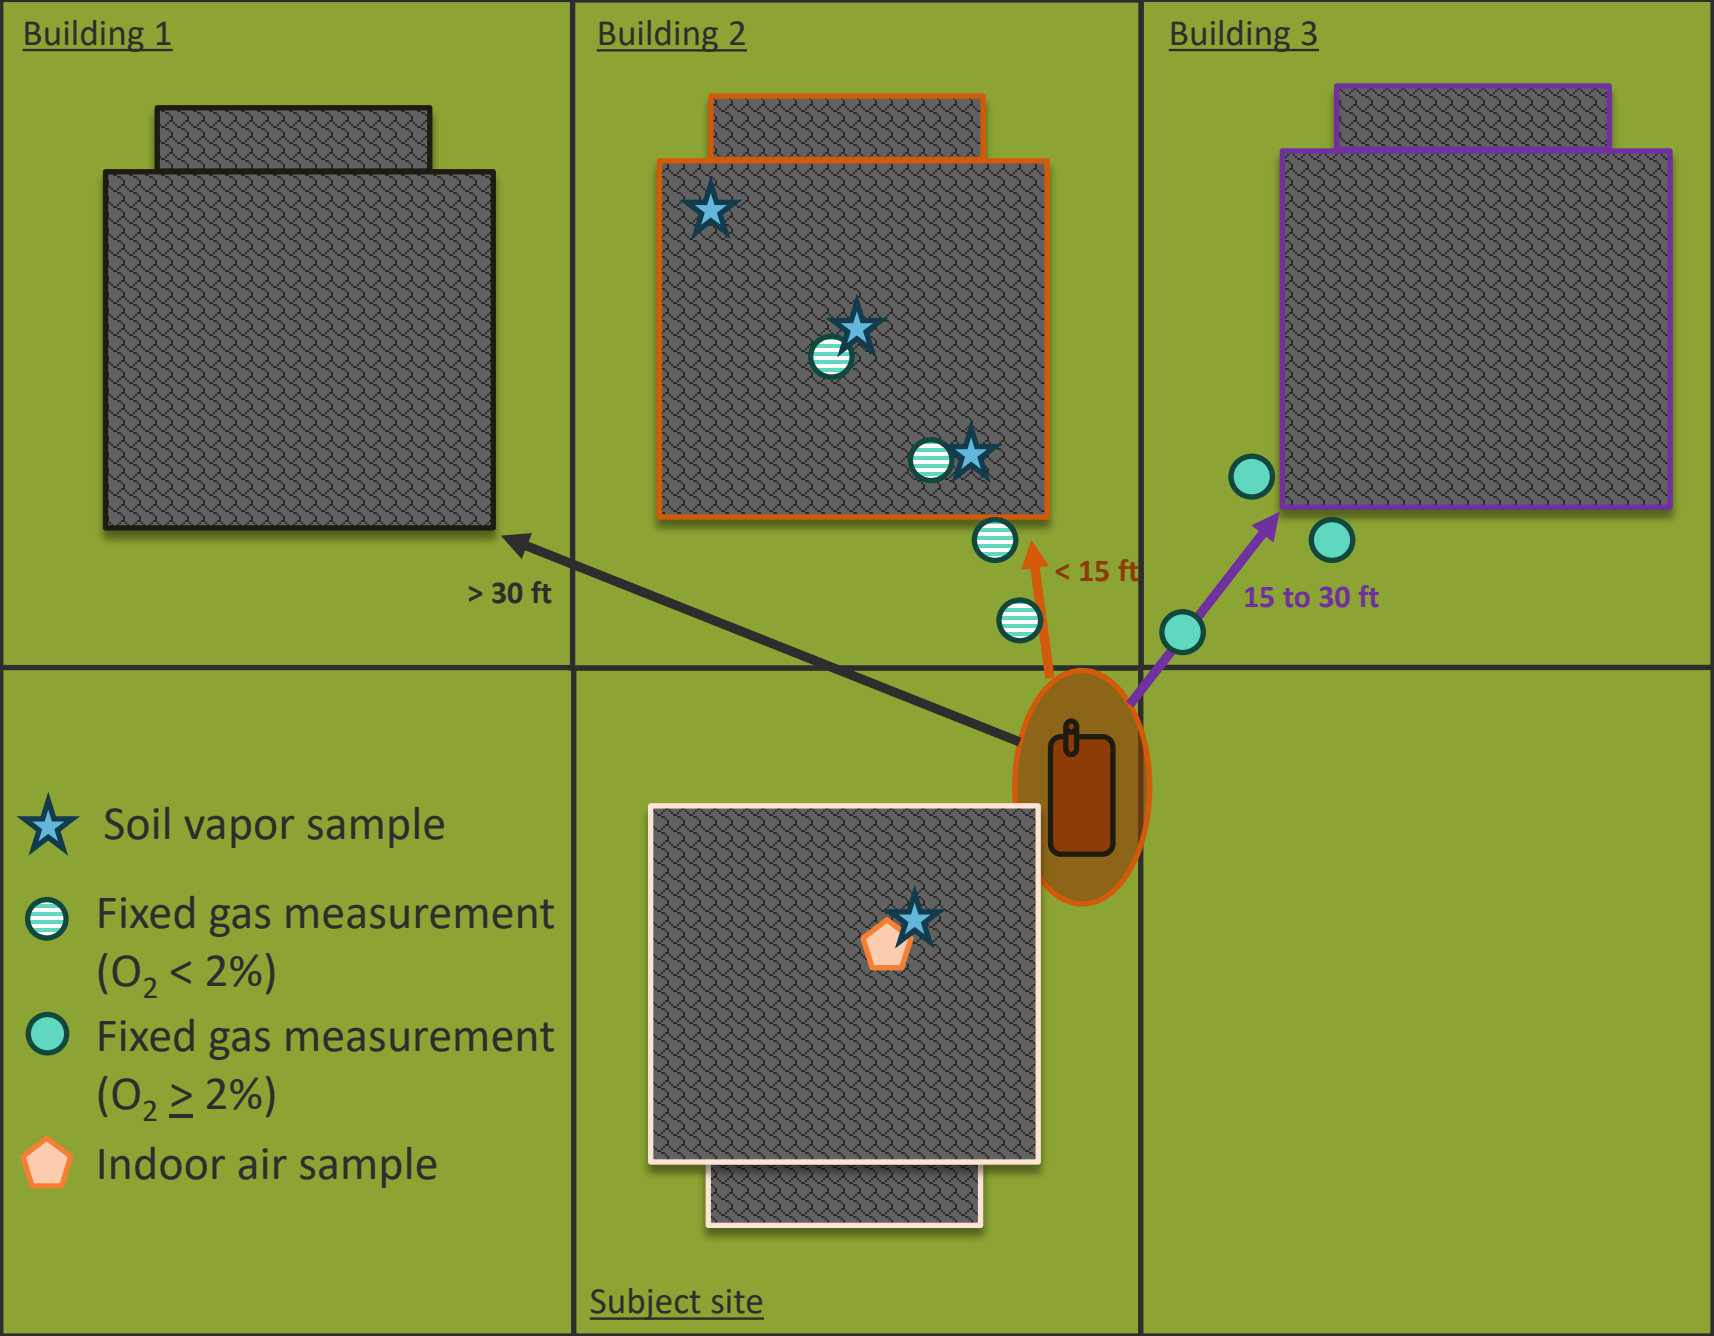 Building 1
Building 2
Building 3
> 30 ft
< 15 ft
15 to 30 ft
Soil vapor sample
Fixed gas measurement
(O₂ < 2%)
Fixed gas measurement
(O₂ ≥ 2%)
Indoor air sample
Subject site